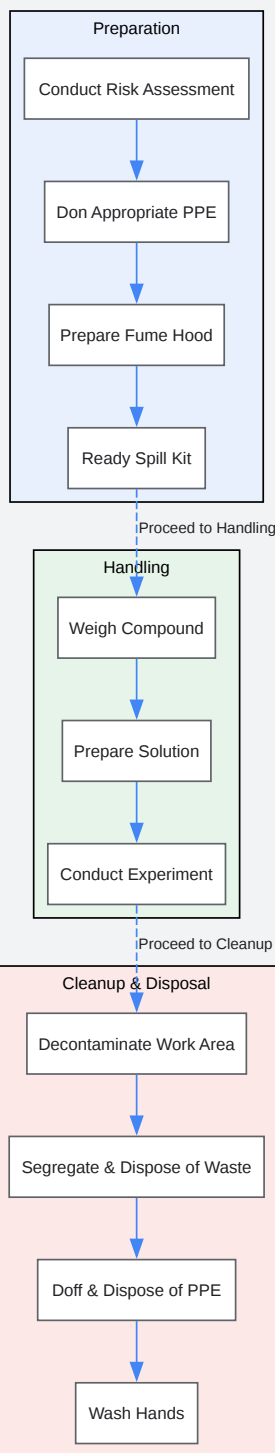 Preparation
Conduct Risk Assessment
Don Appropriate PPE
Prepare Fume Hood
Ready Spill Kit
Proceed to Handling
Handling
Weigh Compound
Prepare Solution
Conduct Experiment
Proceed to Cleanup
Cleanup & Disposal
Decontaminate Work Area
Segregate & Dispose of Waste
Doff & Dispose of PPE
Wash Hands